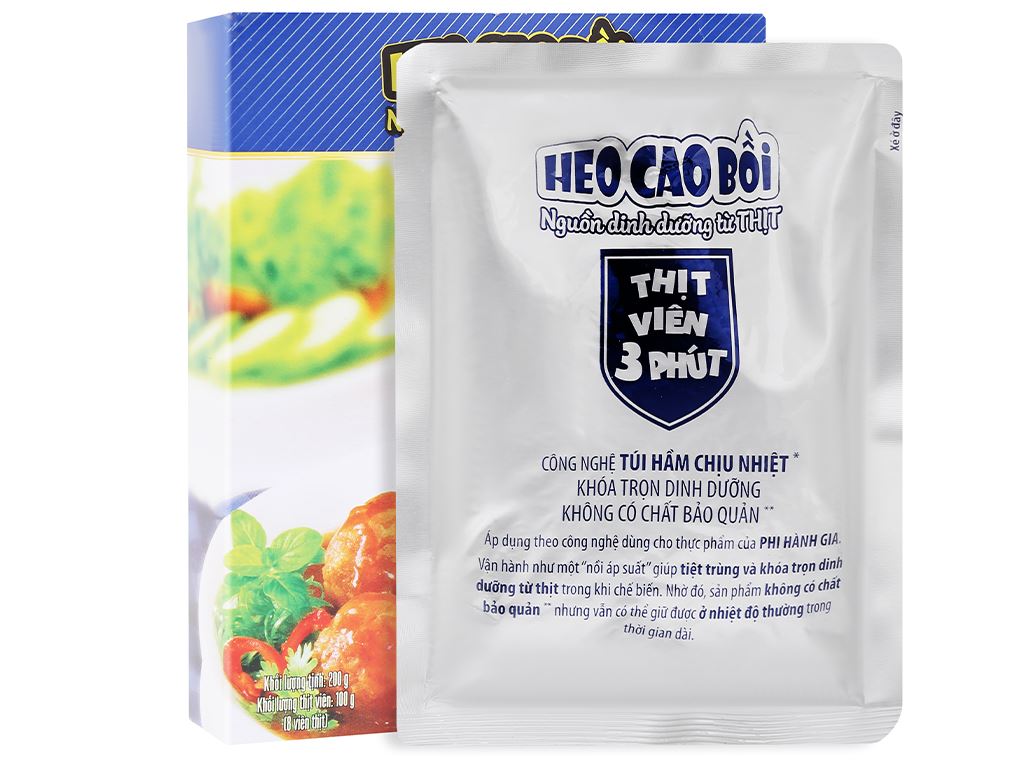 HEO CAO BỒI
Nguồn dinh dưỡng từ THỊT
THỊT
VIÊN
3 PHÚT
CÔNG NGHỆ TÚI HẦM CHỊU NHIỆT *
KHÓA TRỌN DINH DƯỠNG
KHÔNG CÓ CHẤT BẢO QUẢN **
Áp dụng theo công nghệ dùng cho thực phẩm của PHI HÀNH GIA.
Vận hành như một "nồi áp suất" giúp tiệt trùng và khóa trọn dinh
dưỡng từ thịt trong khi chế biến. Nhờ đó, sản phẩm không có chất
bảo quản ** nhưng vẫn có thể giữ được ở nhiệt độ thường trong
thời gian dài.
Xé ở đây
Khối lượng tịnh: 200 g
Khối lượng thịt viên: 100 g
(8 viên thịt)